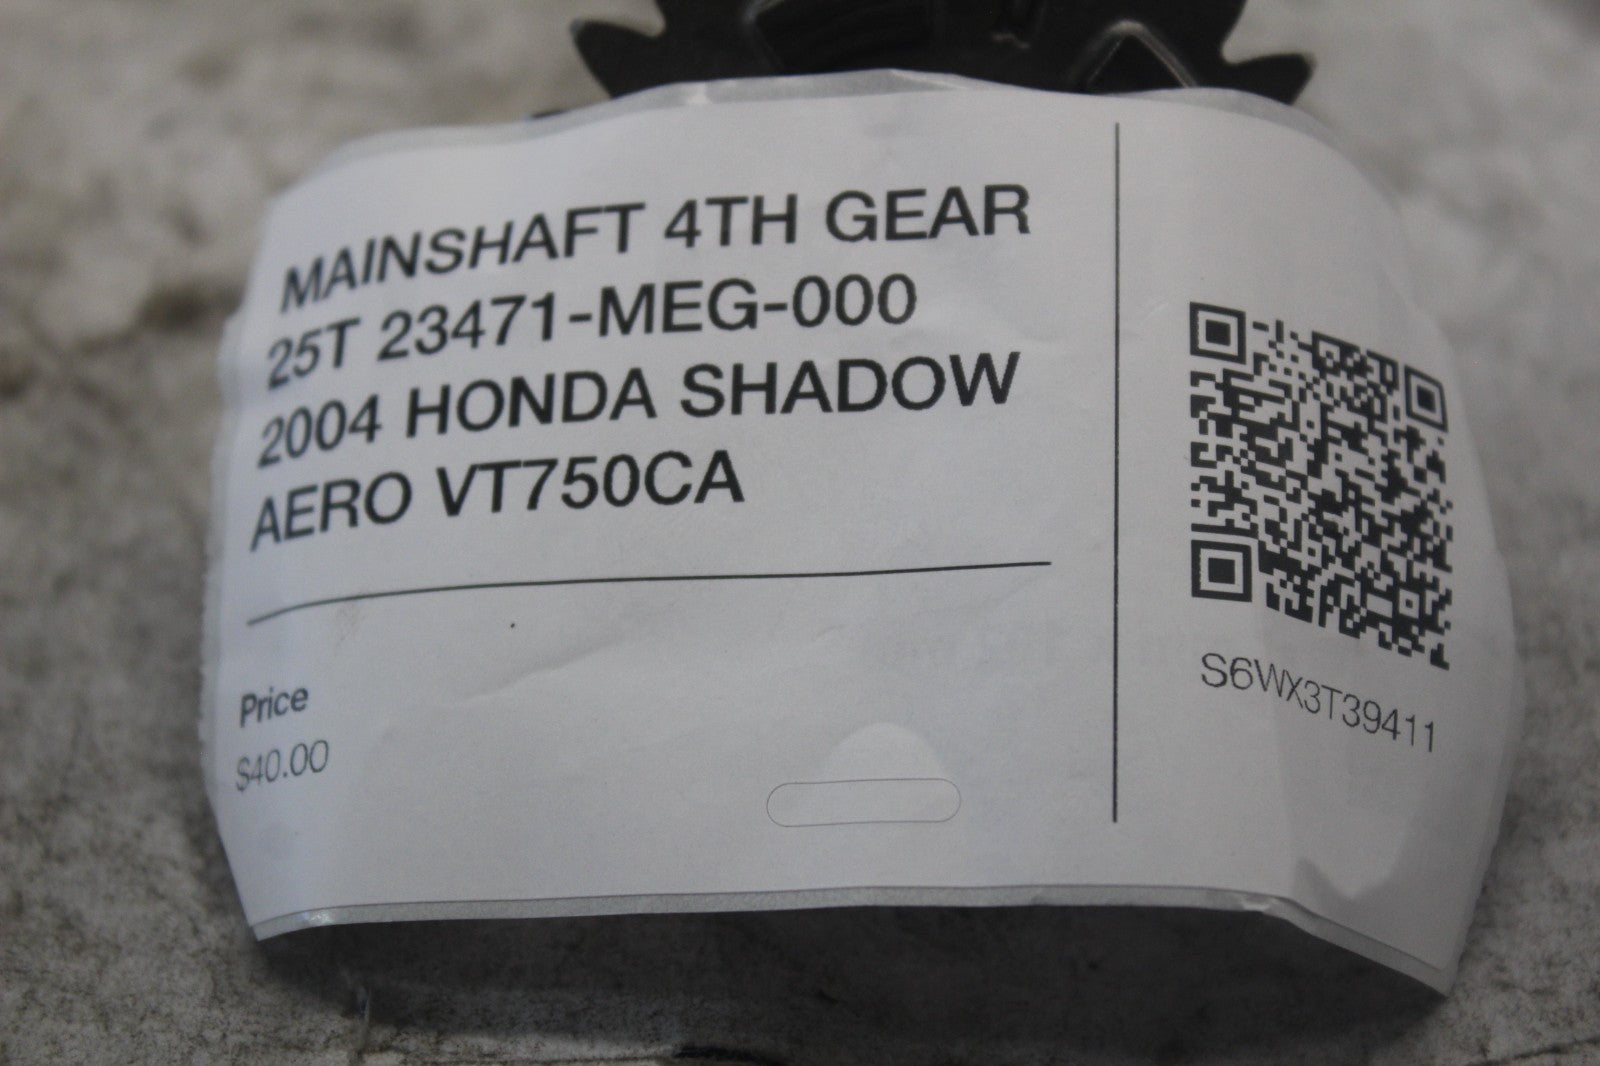 MAINSHAFT 4TH GEAR
25T 23471-MEG-000
2004 HONDA SHADOW
AERO VT750CA
Price
$40.00
S6WX3T39411